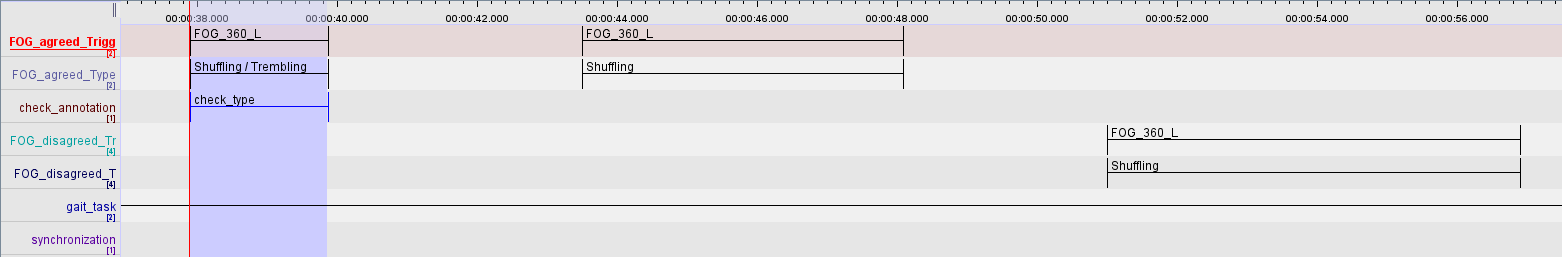 00:00:38.000 00:00:40.000 00:00:42.000 00:00:44.000 00:00:46.000 00:00:48.000 00:00:50.000 00:00:52.000 00:00:54.000 00:00:56.000
FOG_agreed_Trigg FOG_360_L FOG_360_L
[2]
FOG_agreed_Type Shuffling / Trembling Shuffling
[2]
check_annotation check_type
[1]
FOG_disagreed_Tr FOG_360_L
[4]
FOG_disagreed_T Shuffling
[4]
gait_task
[2]
synchronization
[1]